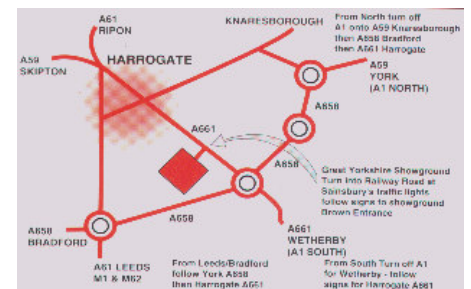 A61
RIPON
KNARESBOROUGH
From North turn off
A1 onto A59 Knaresborough
then A658 Bradford
then A661 Harrogate
A59
SKIPTON
HARROGATE
A59
YORK
(A1 NORTH)
A658
A661
A658
Great Yorkshire Showground
Turn into Railway Road at
Sainsbury's traffic lights
follow signs to showground
Brown Entrance
A658
A658
BRADFORD
A661
WETHERBY
(A1 SOUTH)
A61 LEEDS
M1 & M62
From Leeds/Bradford
follow York A658
then Harrogate A661
From South Turn off A1
for Wetherby - follow
signs for Harrogate A661